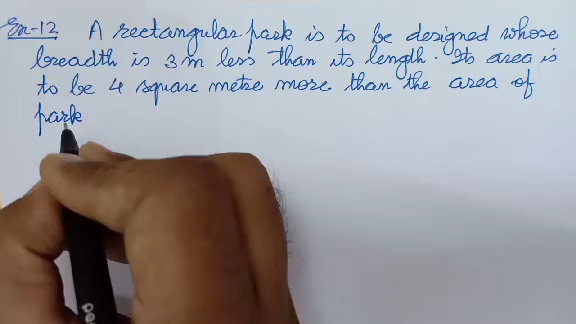 Ex-12 A rectangular park is to be designed whose
breadth is 3 m less than its length. Its area is
to be 4 square metre more than the area of
park